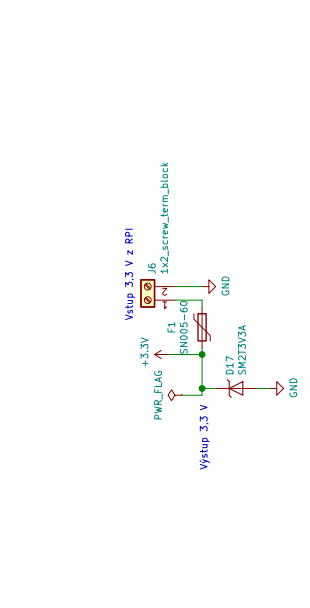 Vstup 3,3 V z RPI
J6
1x2_screw_term_block
2
1
GND
F1
SN005-60
+3.3V
PWR_FLAG
D17
SM2T3V3A
GND
Výstup 3,3 V